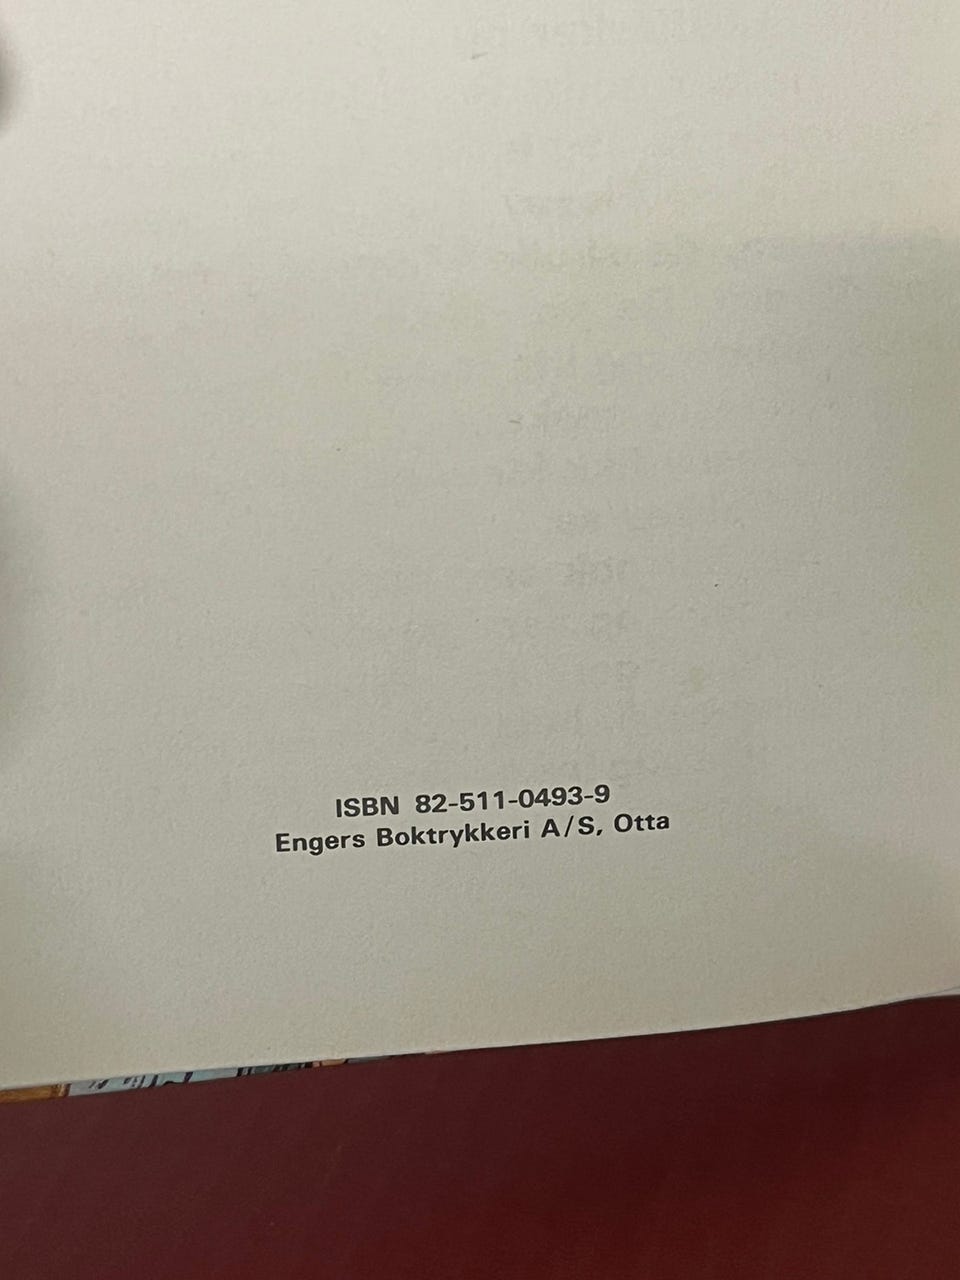 ISBN 82-511-0493-9
Engers Boktrykkeri A/S, Otta